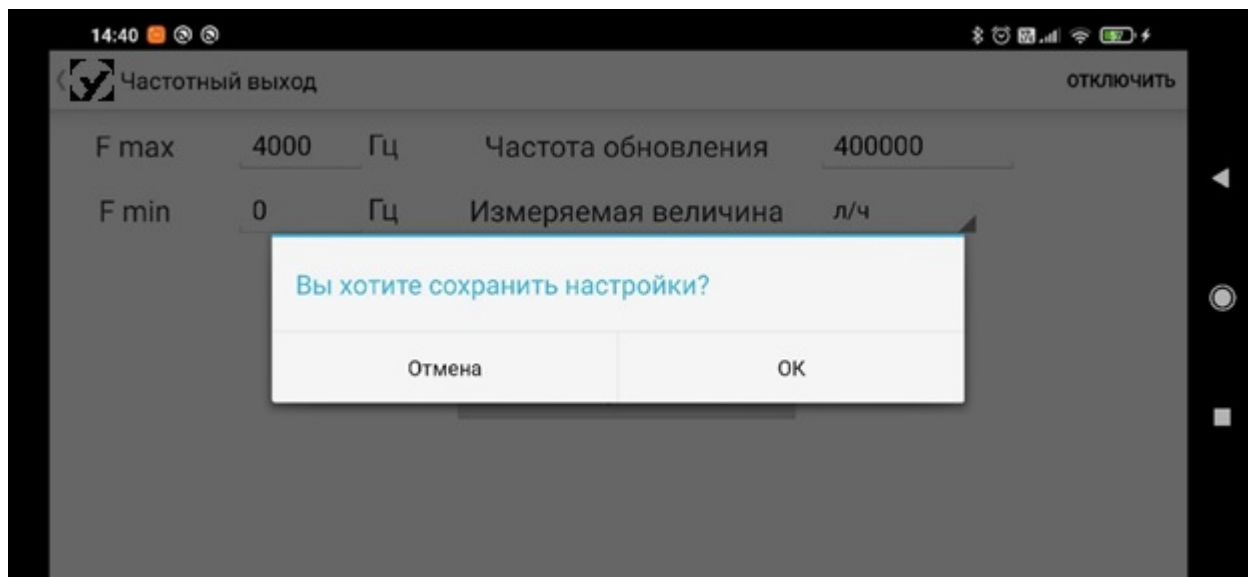 14:40
Частотный выход
ОТКЛЮЧИТЬ
F max 4000 Гц Частота обновления 400000
F min 0 Гц Измеряемая величина л/ч
Вы хотите сохранить настройки?
Отмена
ОК